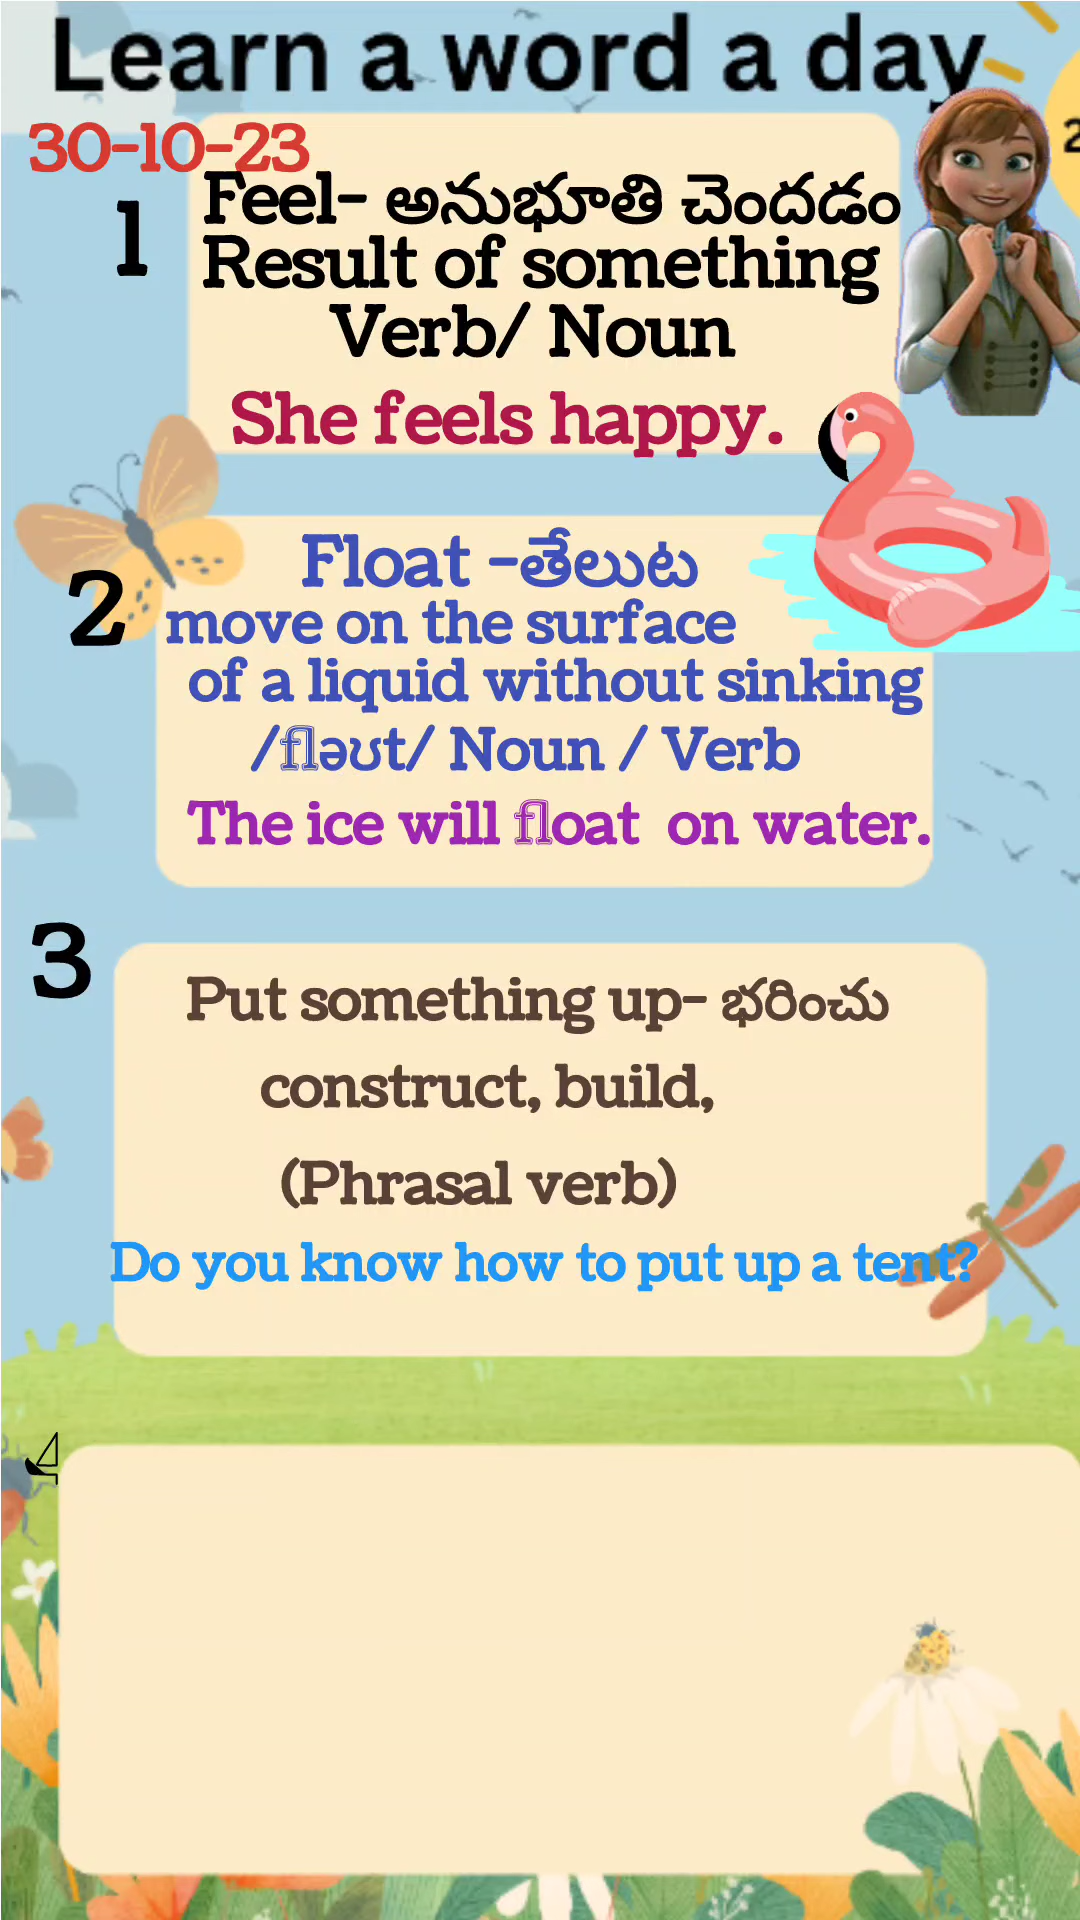 Learn a word a day
30-10-23
2
1
Feel- అనుభూతి చెందడం
Result of something
Verb/ Noun
She feels happy.
2
Float -తేలుట
move on the surface
of a liquid without sinking
/fləʊt/ Noun / Verb
The ice will float on water.
3
Put something up- భరించు
construct, build,
(Phrasal verb)
Do you know how to put up a tent?
4